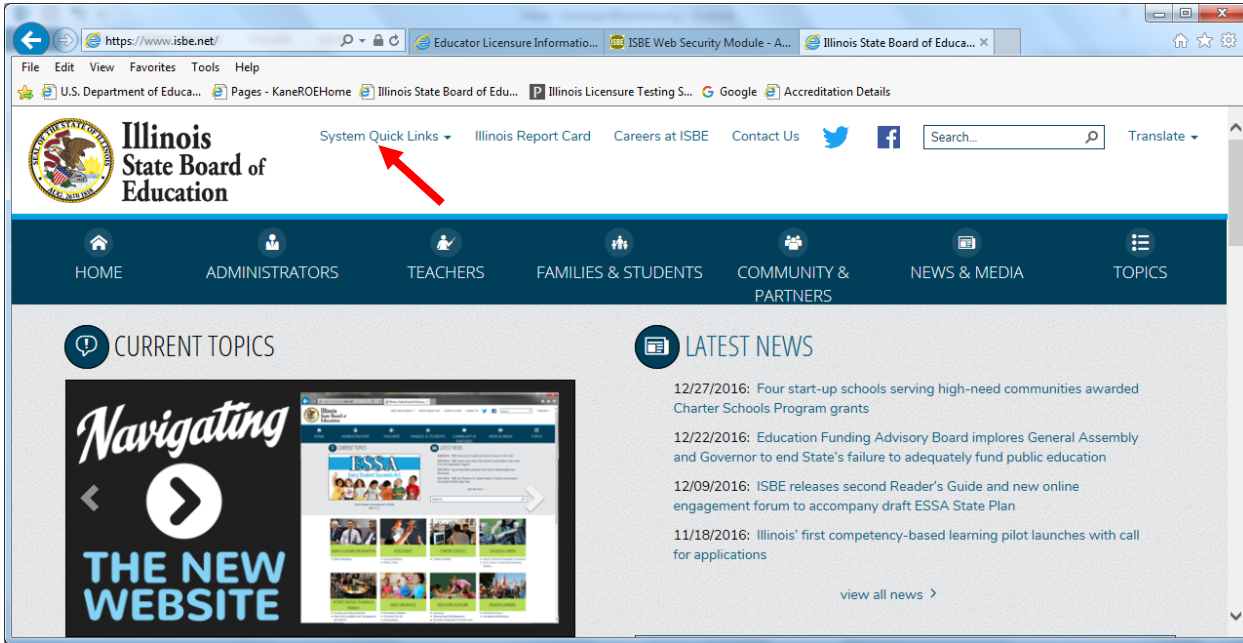 https://www.isbe.net/
Educator Licensure Informatio...
ISBE Web Security Module - A...
Illinois State Board of Educa...
File Edit View Favorites Tools Help
U.S. Department of Educa... Pages - KaneROEHome Illinois State Board of Edu... Illinois Licensure Testing S... Google Accreditation Details
Illinois
State Board of
Education
System Quick Links Illinois Report Card Careers at ISBE Contact Us Search... Translate
HOME ADMINISTRATORS TEACHERS FAMILIES & STUDENTS COMMUNITY & PARTNERS NEWS & MEDIA TOPICS
CURRENT TOPICS
Navigating
THE NEW
WEBSITE
ESSA
LATEST NEWS
12/27/2016: Four start-up schools serving high-need communities awarded
Charter Schools Program grants
12/22/2016: Education Funding Advisory Board implores General Assembly
and Governor to end State's failure to adequately fund public education
12/09/2016: ISBE releases second Reader's Guide and new online
engagement forum to accompany draft ESSA State Plan
11/18/2016: Illinois' first competency-based learning pilot launches with call
for applications
view all news